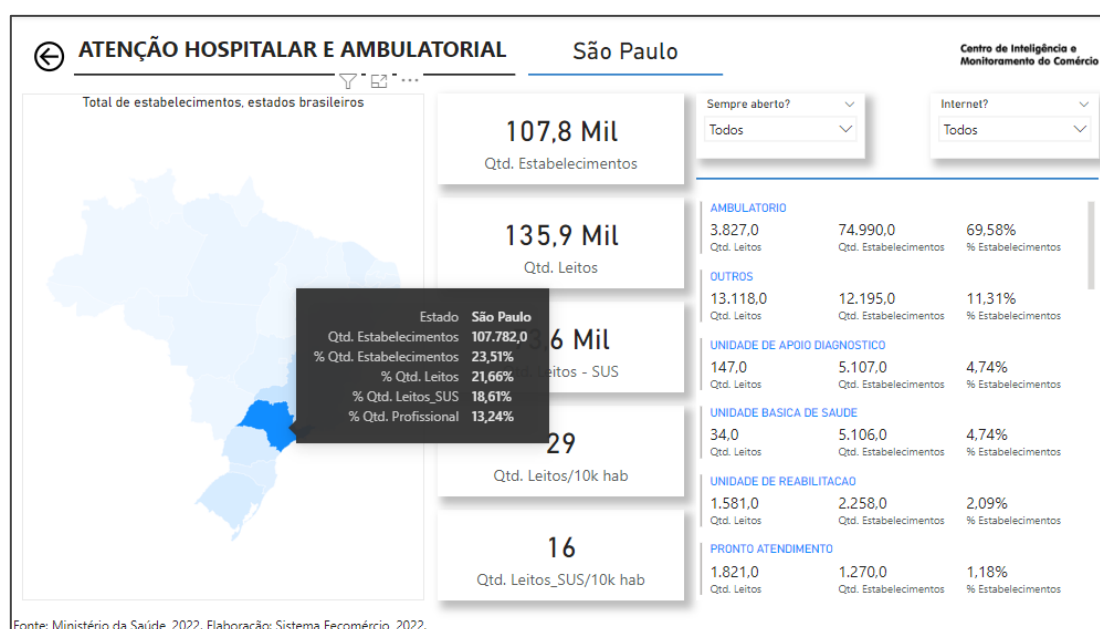 ATENÇÃO HOSPITALAR E AMBULATORIAL
São Paulo
Centro de Inteligência e
Monitoramento do Comércio
Total de estabelecimentos, estados brasileiros
Estado São Paulo
Qtd. Estabelecimentos 107.782,0
% Qtd. Estabelecimentos 23,51%
% Qtd. Leitos 21,66%
% Qtd. Leitos_SUS 18,61%
% Qtd. Profissional 13,24%
107,8 Mil
Qtd. Estabelecimentos
135,9 Mil
Qtd. Leitos
3,6 Mil
Leitos - SUS
29
Qtd. Leitos/10k hab
16
Qtd. Leitos_SUS/10k hab
Sempre aberto?
Todos
Internet?
Todos
AMBULATORIO
3.827,0 74.990,0 69,58%
Qtd. Leitos Qtd. Estabelecimentos % Estabelecimentos
OUTROS
13.118,0 12.195,0 11,31%
Qtd. Leitos Qtd. Estabelecimentos % Estabelecimentos
UNIDADE DE APOIO DIAGNOSTICO
147,0 5.107,0 4,74%
Qtd. Leitos Qtd. Estabelecimentos % Estabelecimentos
UNIDADE BASICA DE SAUDE
34,0 5.106,0 4,74%
Qtd. Leitos Qtd. Estabelecimentos % Estabelecimentos
UNIDADE DE REABILITACAO
1.581,0 2.258,0 2,09%
Qtd. Leitos Qtd. Estabelecimentos % Estabelecimentos
PRONTO ATENDIMENTO
1.821,0 1.270,0 1,18%
Qtd. Leitos Qtd. Estabelecimentos % Estabelecimentos
Fonte: Ministério da Saúde, 2022. Elaboração: Sistema Fecomércio, 2022.